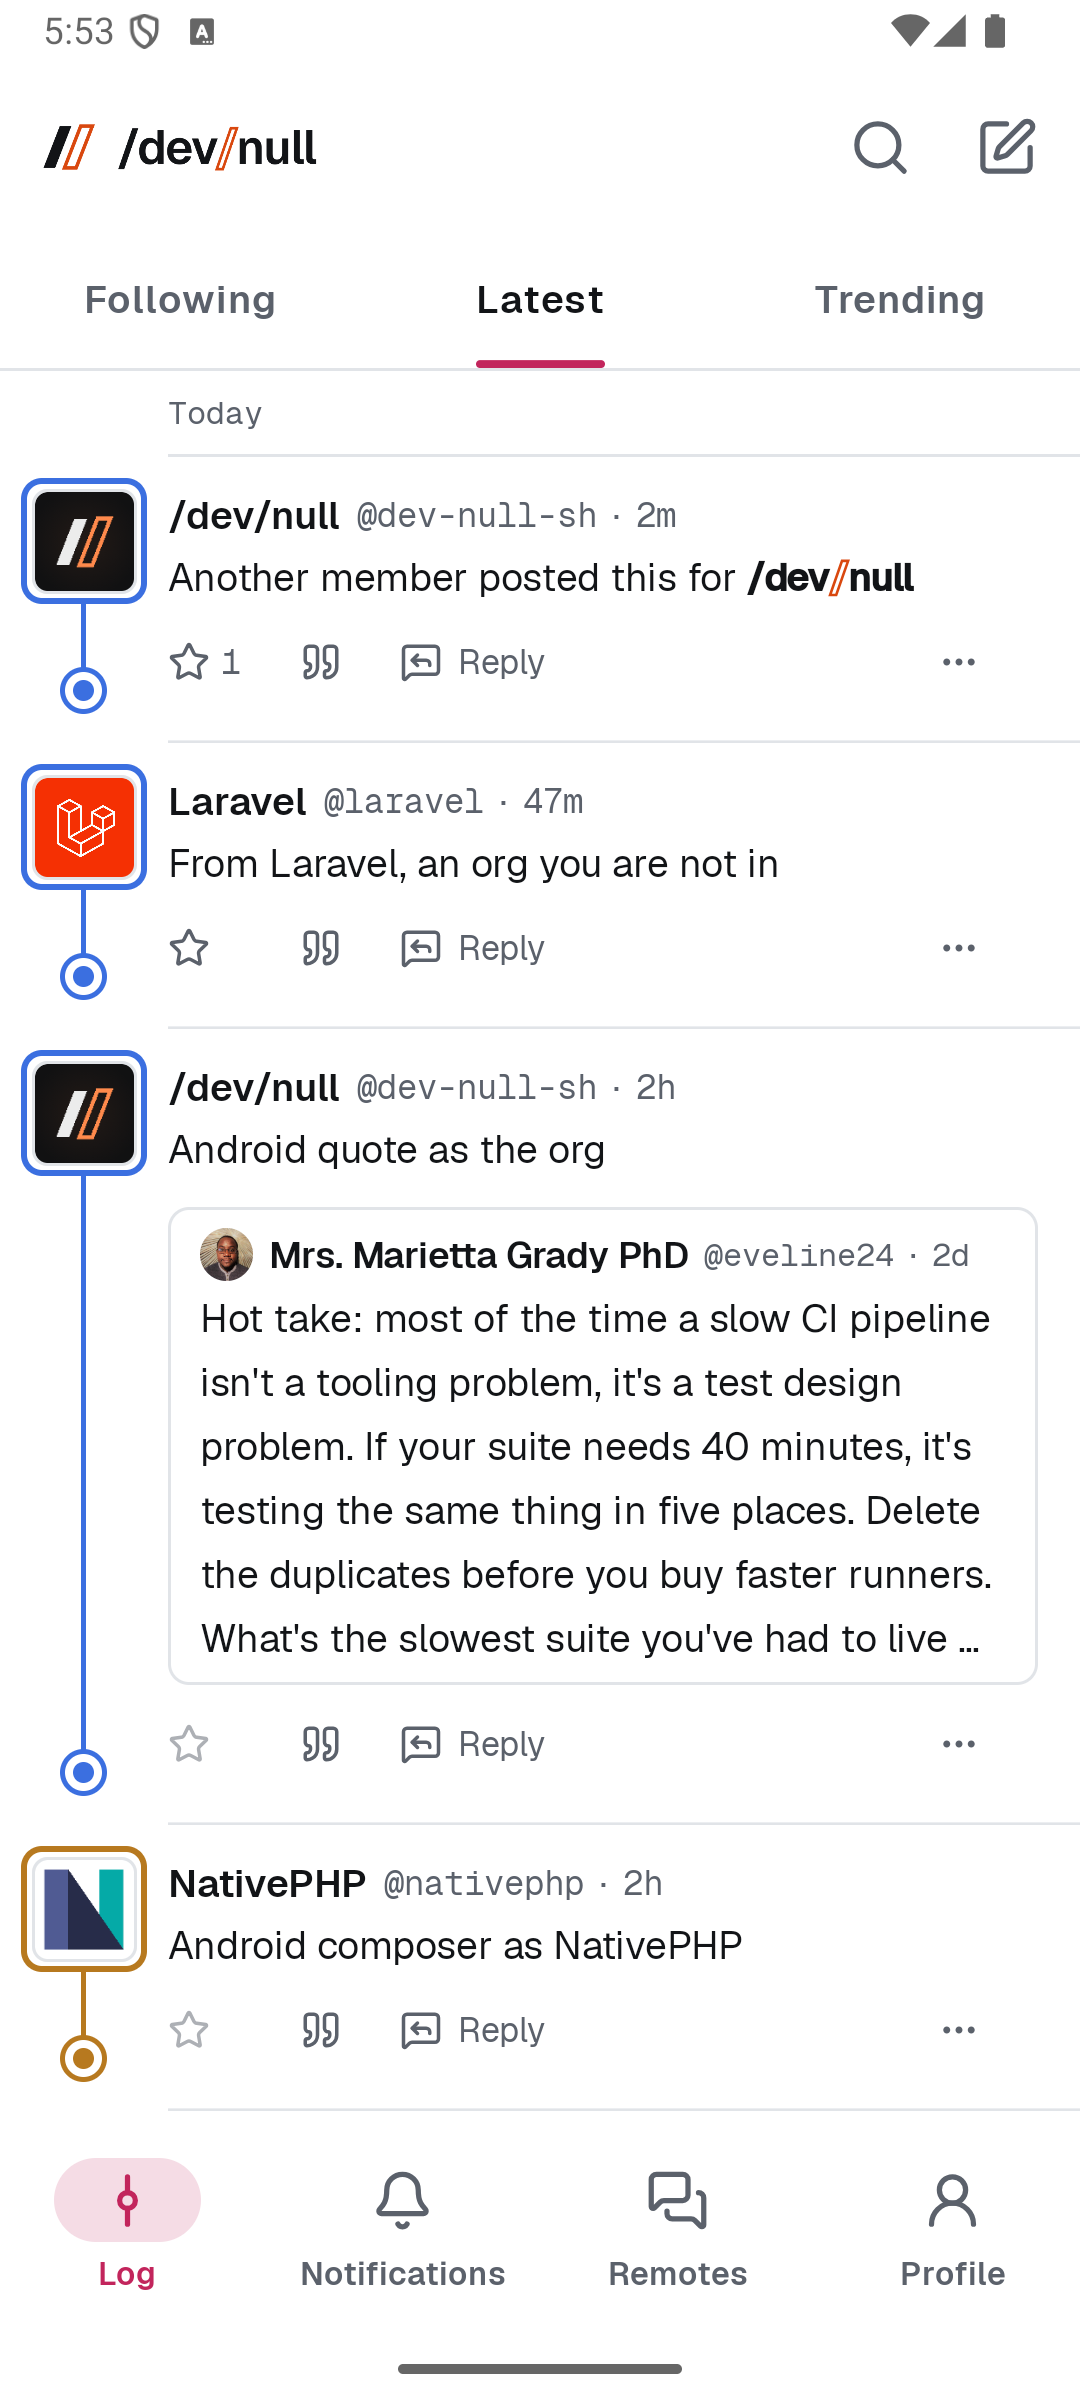 5:53
/dev//null
Following Latest Trending
Today
/dev/null @dev-null-sh · 2m
Another member posted this for /dev//null
1 Reply
Laravel @laravel · 47m
From Laravel, an org you are not in
Reply
/dev/null @dev-null-sh · 2h
Android quote as the org
Mrs. Marietta Grady PhD @eveline24 · 2d
Hot take: most of the time a slow CI pipeline
isn't a tooling problem, it's a test design
problem. If your suite needs 40 minutes, it's
testing the same thing in five places. Delete
the duplicates before you buy faster runners.
What's the slowest suite you've had to live ...
Reply
NativePHP @nativephp · 2h
Android composer as NativePHP
Reply
Log Notifications Remotes Profile